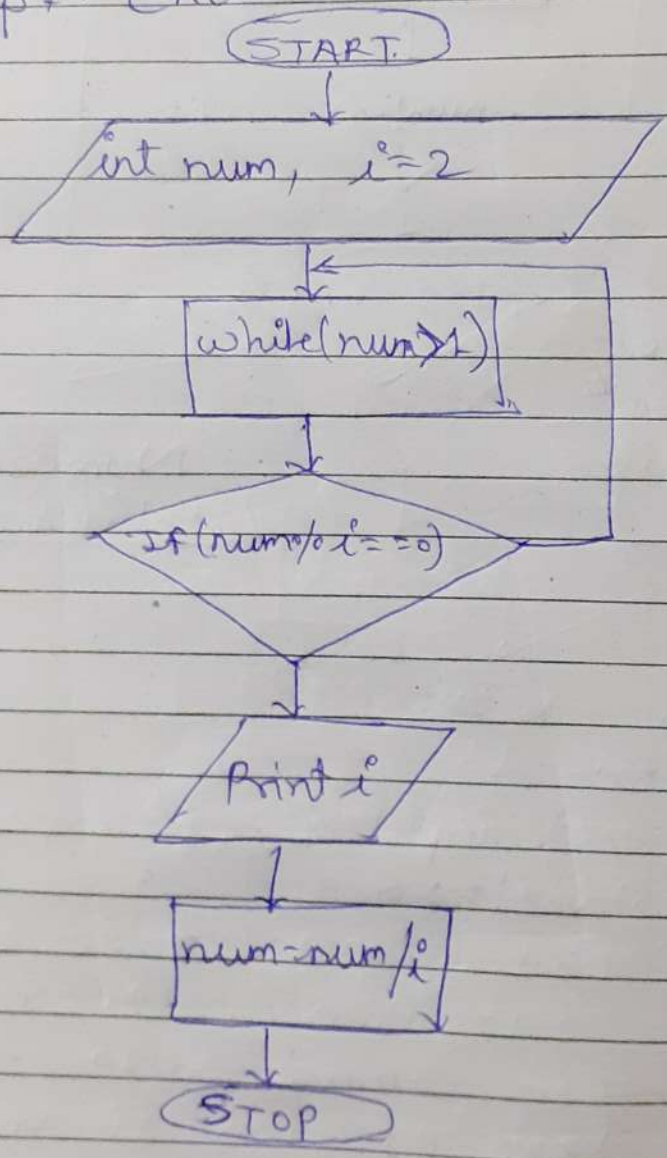 START.
int num, i=2
while(num>1)
If(num%i==0)
Print i
num=num/i
STOP